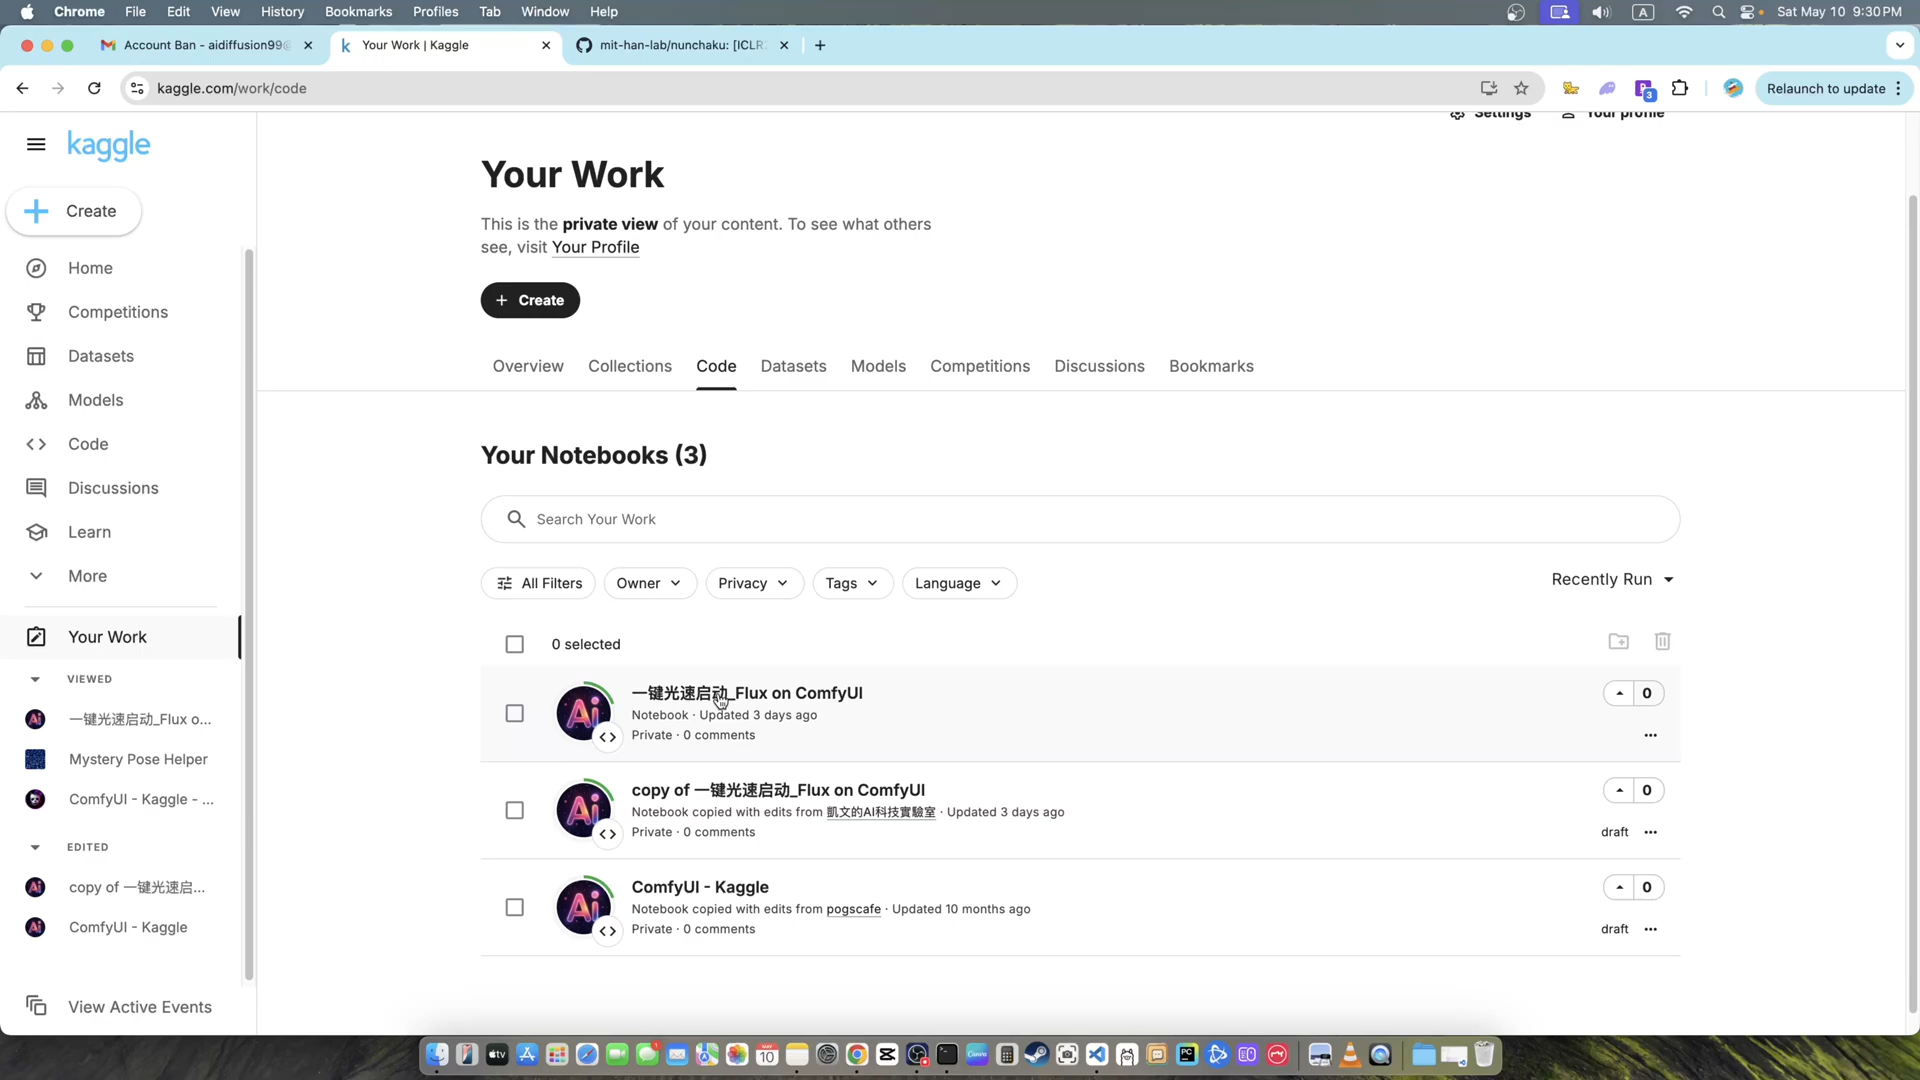 Chrome File Edit View History Bookmarks Profiles Tab Window Help
A
Sat May 10 9:30 PM
Account Ban - aidiffusion99@
Your Work | Kaggle
mit-han-lab/nunchaku: [ICLR
kaggle.com/work/code
3
Relaunch to update
kaggle
Create
Home
Competitions
Datasets
Models
Code
Discussions
Learn
More
Your Work
VIEWED
一键光速启动_Flux o...
Mystery Pose Helper
ComfyUI - Kaggle - ...
EDITED
copy of 一键光速启...
ComfyUI - Kaggle
View Active Events
Settings
Your profile
Your Work
This is the private view of your content. To see what others
see, visit Your Profile
Create
Overview Collections Code Datasets Models Competitions Discussions Bookmarks
Your Notebooks (3)
Search Your Work
All Filters Owner Privacy Tags Language
Recently Run
0 selected
Ai
一键光速启动_Flux on ComfyUI
Notebook · Updated 3 days ago
Private · 0 comments
0
Ai
copy of 一键光速启动_Flux on ComfyUI
Notebook copied with edits from 凱文的AI科技實驗室 · Updated 3 days ago
Private · 0 comments
0
draft
Ai
ComfyUI - Kaggle
Notebook copied with edits from pogscafe · Updated 10 months ago
Private · 0 comments
0
draft